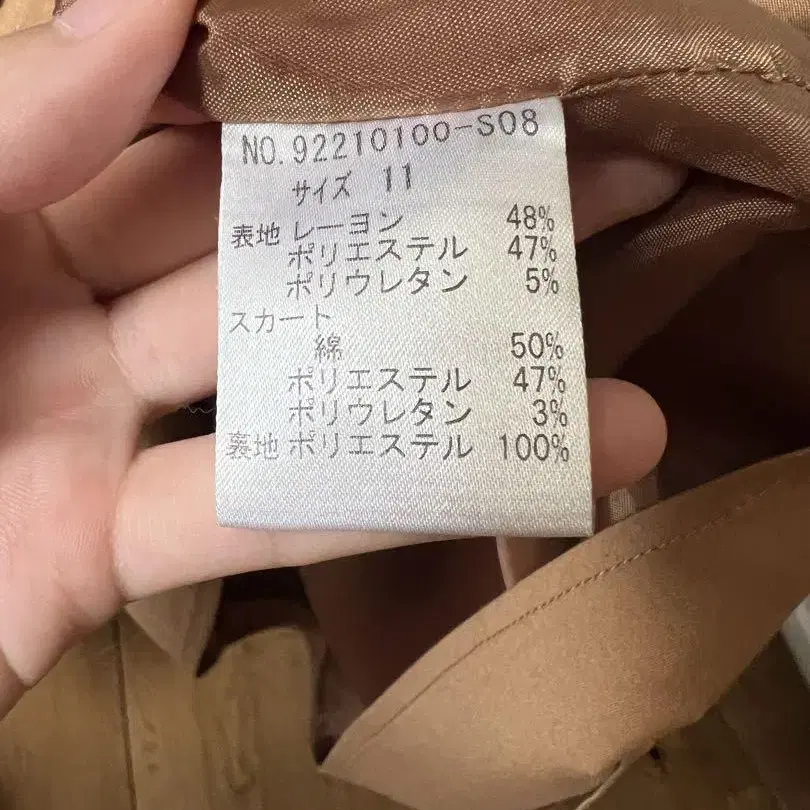 NO.92210100-S08
サイズ 11
表地 レーヨン 48%
ポリエステル 47%
ポリウレタン 5%
スカート
綿 50%
ポリエステル 47%
ポリウレタン 3%
裏地 ポリエステル 100%